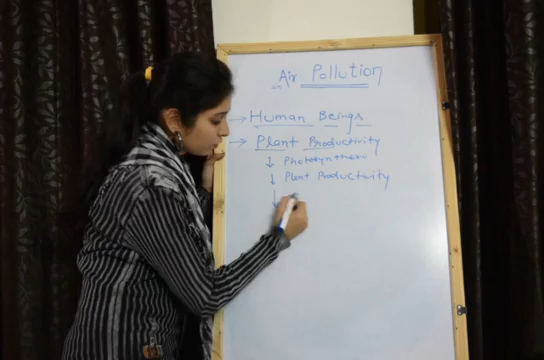 Air Pollution
→ Human Beings
→ Plant Productivity
↓ Photosynthesis
↓ Plant Productivity
↓